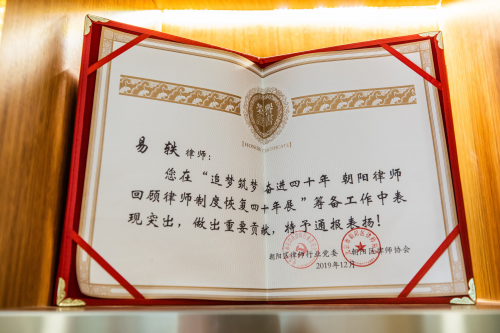 [HONOR CERTIFICATE]
易轶律师:
您在“追梦筑梦奋进四十年 朝阳律师
回顾律师制度恢复四十年展”筹备工作中表
现突出,做出重要贡献,特予通报表扬!
朝阳区律师行业党委 朝阳区律师协会
2019年12月